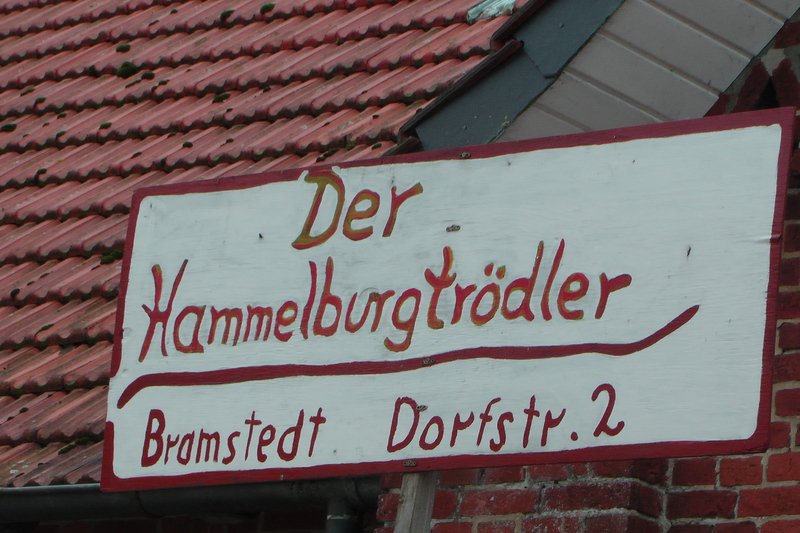 Der
Hammelburgtrödler
Bramstedt Dorfstr. 2